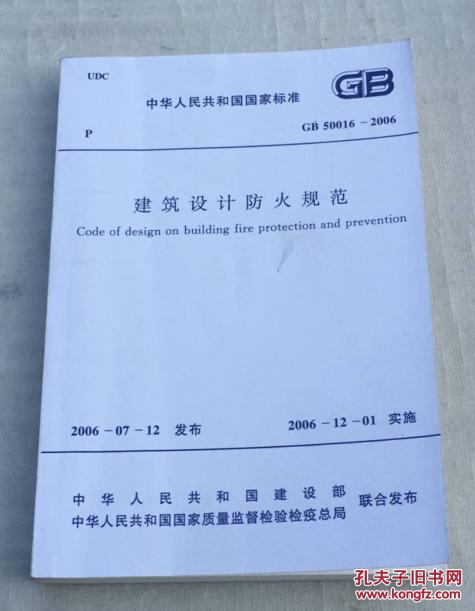 UDC
GB
中华人民共和国国家标准
P
GB 50016-2006
建筑设计防火规范
Code of design on building fire protection and prevention
2006-07-12 发布
2006-12-01 实施
中华人民共和国建设部
中华人民共和国国家质量监督检验检疫总局
联合发布
孔夫子旧书网
www.kongfz.com